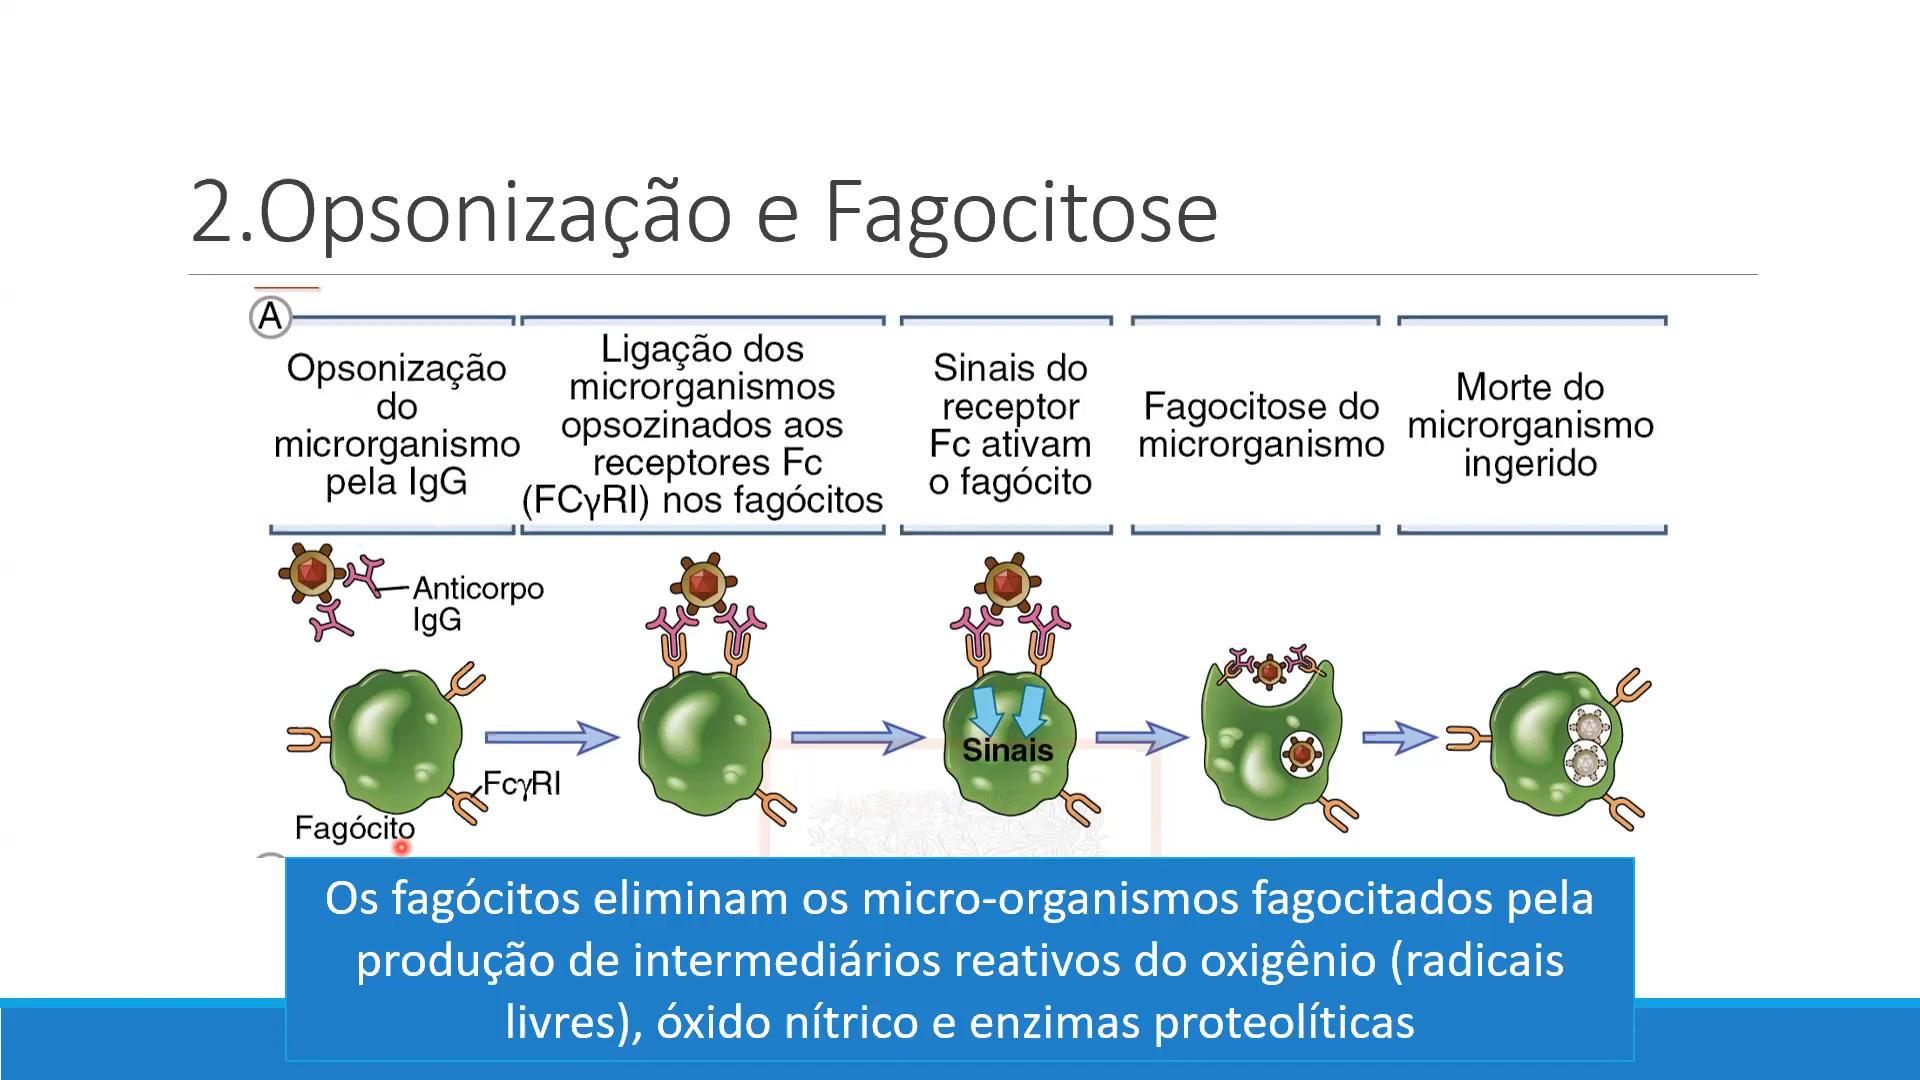 2.Opsonização e Fagocitose
A
Opsonização
do
microrganismo
pela IgG
Ligação dos
microrganismos
opsozinados aos
receptores Fc
(FCγRI) nos fagócitos
Sinais do
receptor
Fc ativam
o fagócito
Fagocitose do
microrganismo
Morte do
microrganismo
ingerido
Anticorpo
IgG
FcγRI
Fagócito
Sinais
Os fagócitos eliminam os micro-organismos fagocitados pela
produção de intermediários reativos do oxigênio (radicais
livres), óxido nítrico e enzimas proteolíticas